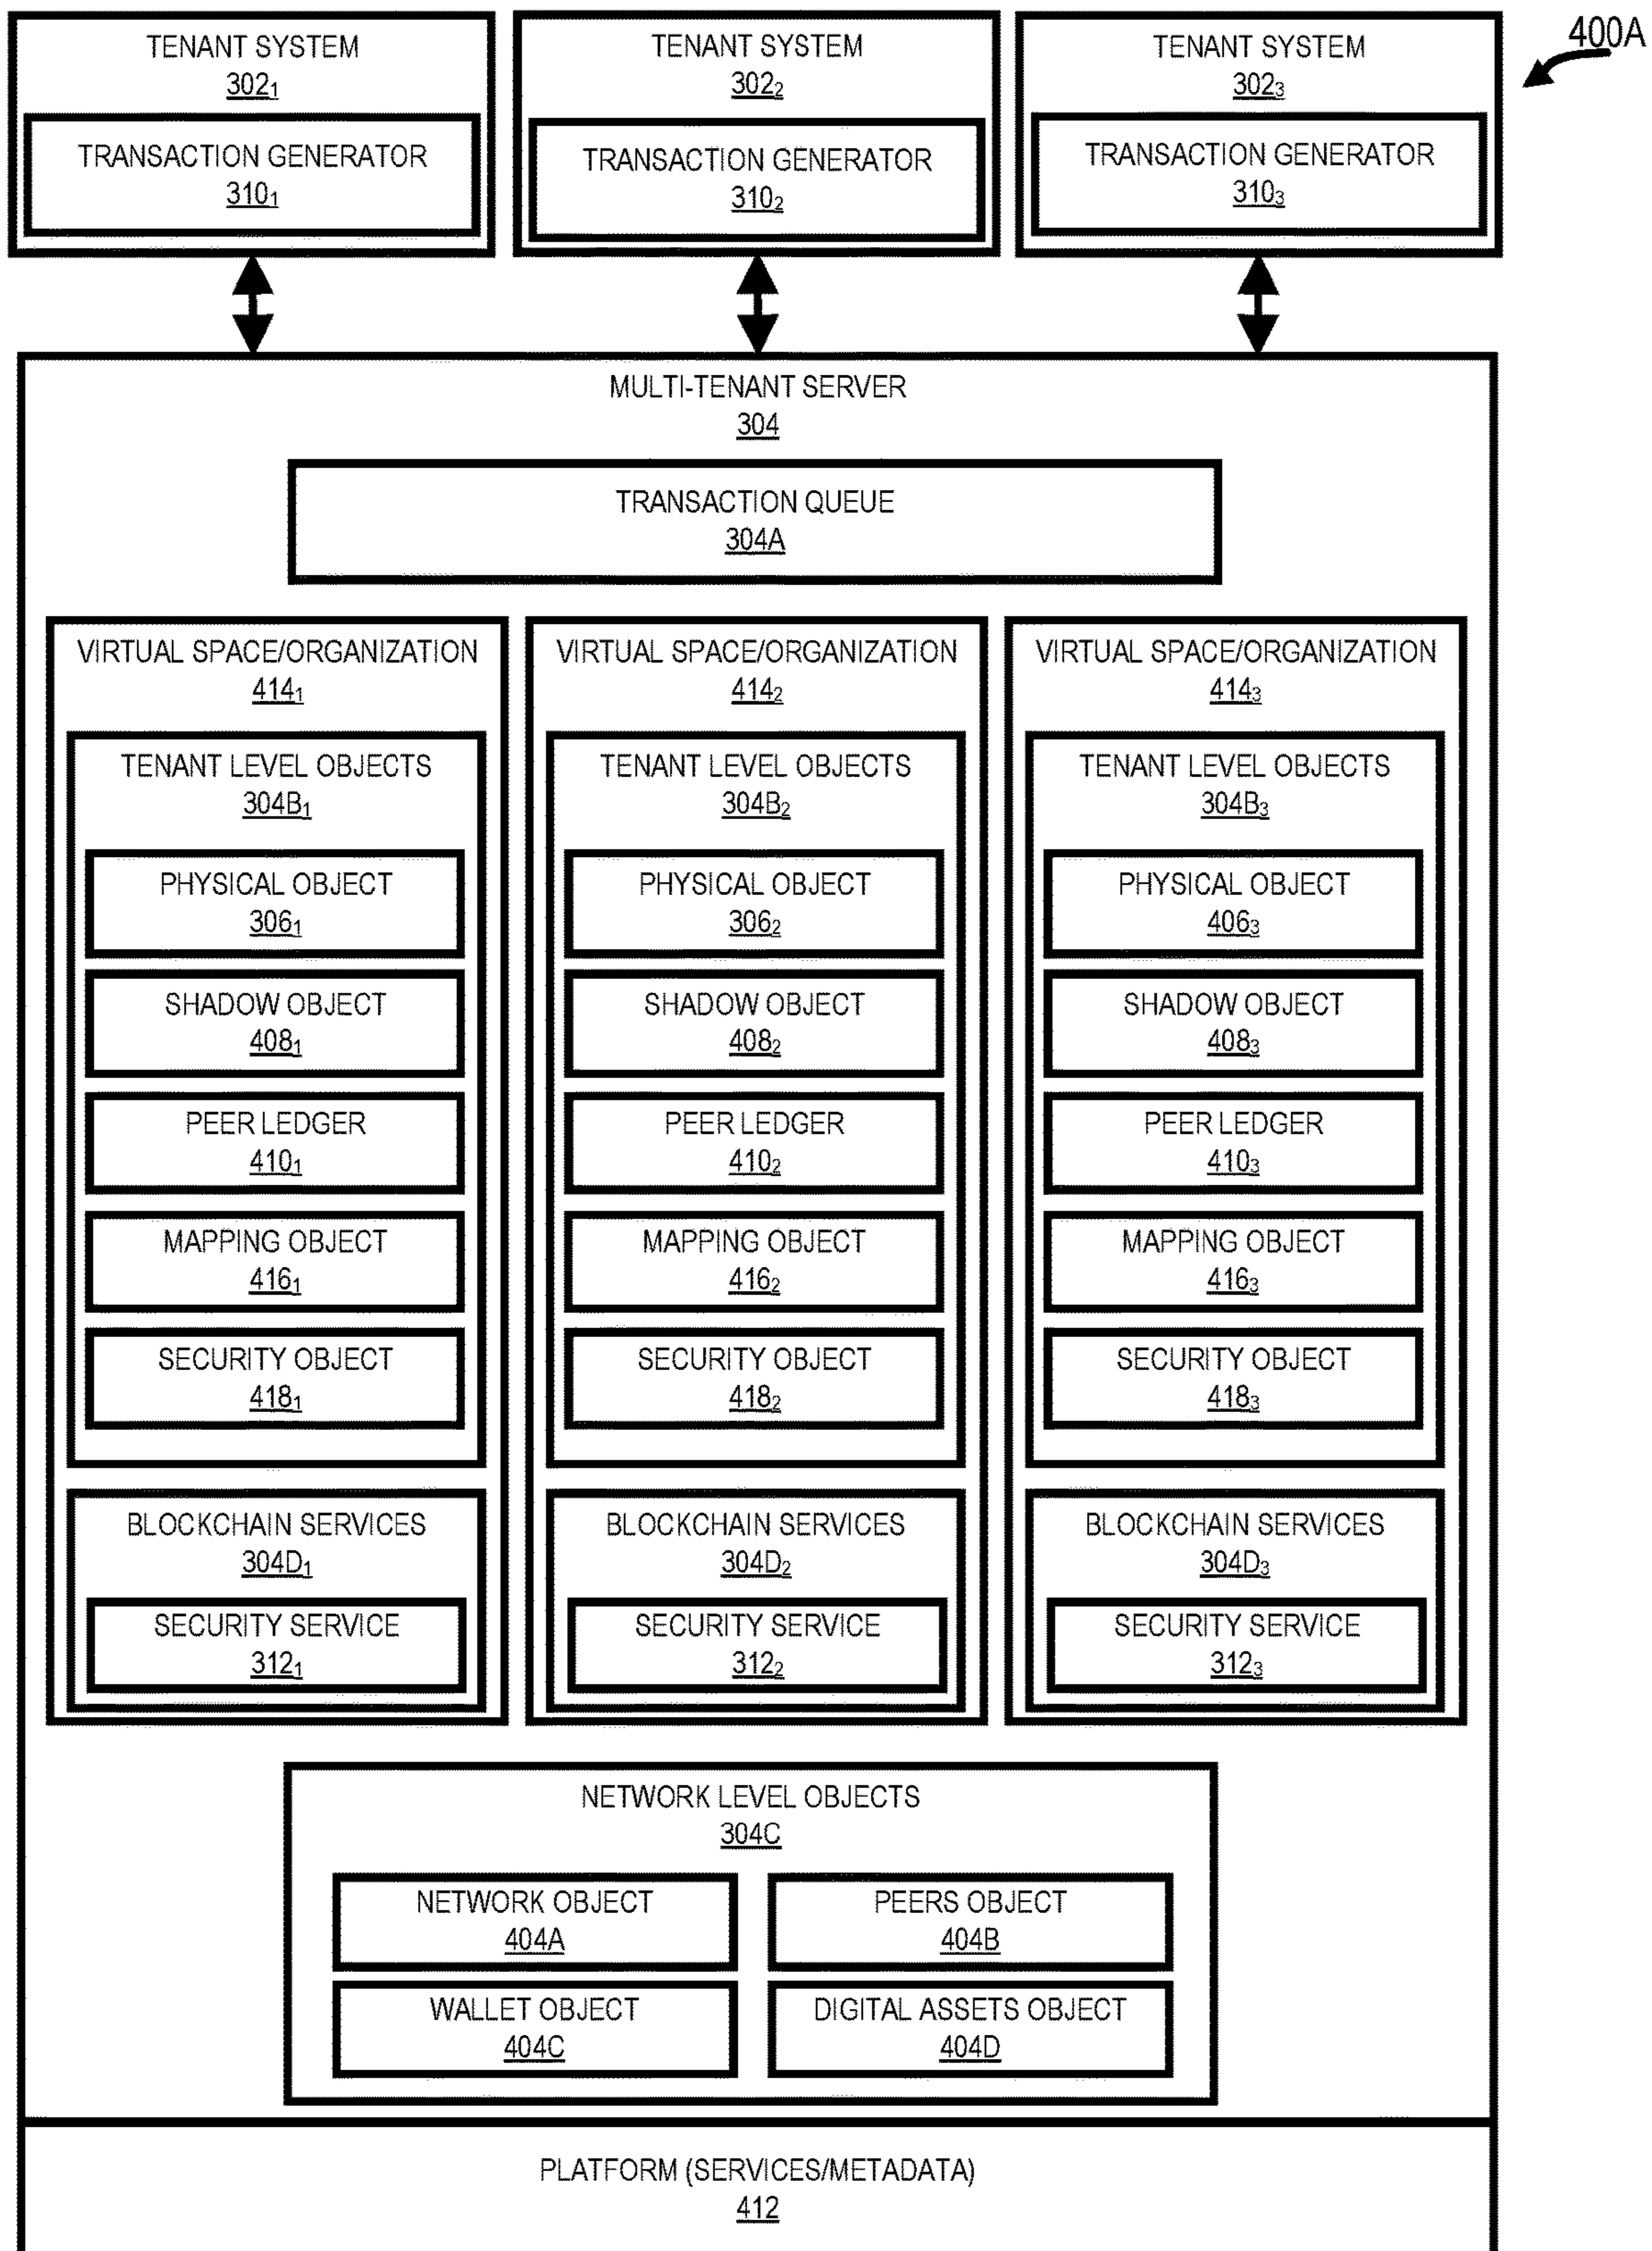 400A
TENANT SYSTEM
302₁
TRANSACTION GENERATOR
310₁
TENANT SYSTEM
302₂
TRANSACTION GENERATOR
310₂
TENANT SYSTEM
302₃
TRANSACTION GENERATOR
310₃
MULTI-TENANT SERVER
304
TRANSACTION QUEUE
304A
VIRTUAL SPACE/ORGANIZATION
414₁
TENANT LEVEL OBJECTS
304B₁
PHYSICAL OBJECT
306₁
SHADOW OBJECT
408₁
PEER LEDGER
410₁
MAPPING OBJECT
416₁
SECURITY OBJECT
418₁
BLOCKCHAIN SERVICES
304D₁
SECURITY SERVICE
312₁
VIRTUAL SPACE/ORGANIZATION
414₂
TENANT LEVEL OBJECTS
304B₂
PHYSICAL OBJECT
306₂
SHADOW OBJECT
408₂
PEER LEDGER
410₂
MAPPING OBJECT
416₂
SECURITY OBJECT
418₂
BLOCKCHAIN SERVICES
304D₂
SECURITY SERVICE
312₂
VIRTUAL SPACE/ORGANIZATION
414₃
TENANT LEVEL OBJECTS
304B₃
PHYSICAL OBJECT
406₃
SHADOW OBJECT
408₃
PEER LEDGER
410₃
MAPPING OBJECT
416₃
SECURITY OBJECT
418₃
BLOCKCHAIN SERVICES
304D₃
SECURITY SERVICE
312₃
NETWORK LEVEL OBJECTS
304C
NETWORK OBJECT
404A
PEERS OBJECT
404B
WALLET OBJECT
404C
DIGITAL ASSETS OBJECT
404D
PLATFORM (SERVICES/METADATA)
412